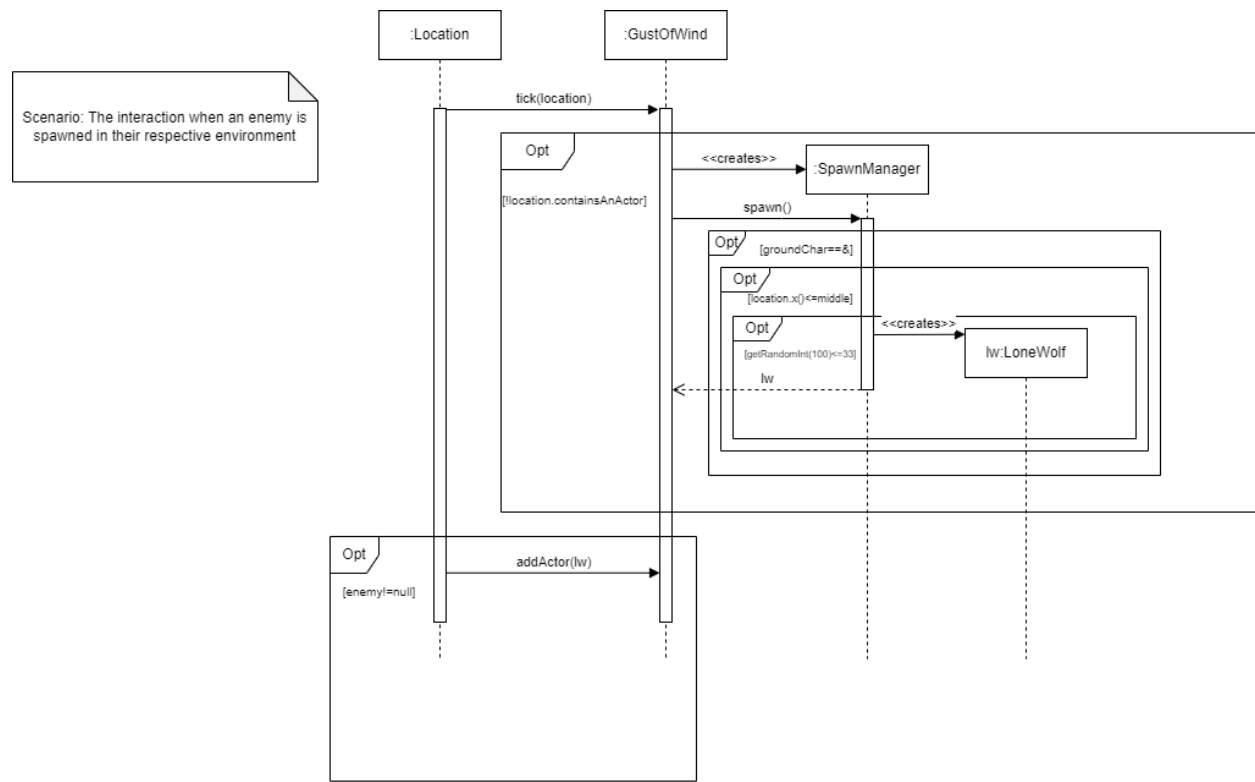 :Location
:GustOfWind
Scenario: The interaction when an enemy is
spawned in their respective environment
tick(location)
Opt
<<creates>>
:SpawnManager
[!location.containsAnActor]
spawn()
Opt
[groundChar==&]
Opt
[location.x()<=middle]
Opt
<<creates>>
[getRandomInt(100)<=33]
lw:LoneWolf
lw
Opt
addActor(lw)
[enemy!=null]